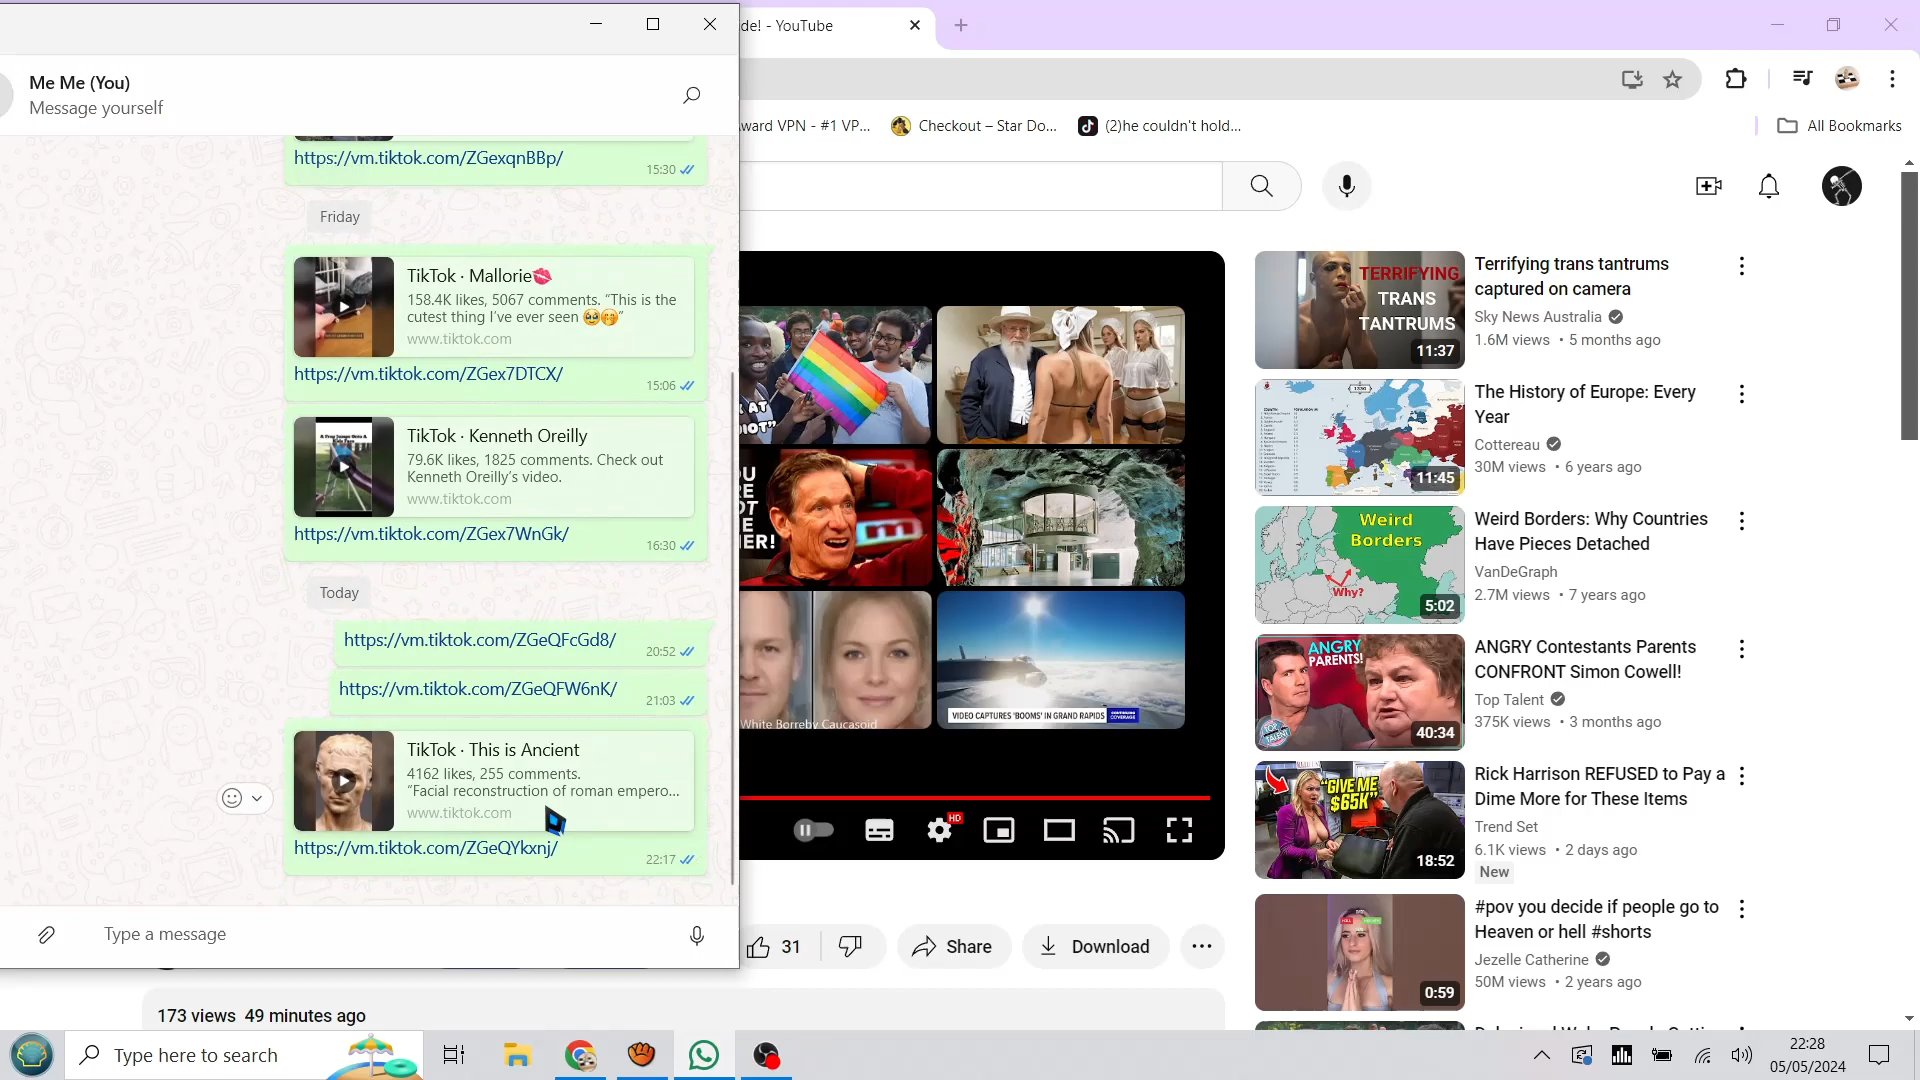 de! - YouTube
Me Me (You)
Message yourself
ward VPN - #1 VP...
Checkout – Star Do...
(2)he couldn't hold...
All Bookmarks
https://vm.tiktok.com/ZGexqnBBp/
15:30
Friday
TikTok · Mallorie💋
158.4K likes, 5067 comments. “This is the
cutest thing I’ve ever seen 🥹🤭”
www.tiktok.com
https://vm.tiktok.com/ZGex7DTCX/
15:06
TikTok · Kenneth Oreilly
79.6K likes, 1825 comments. Check out
Kenneth Oreilly’s video.
www.tiktok.com
https://vm.tiktok.com/ZGex7WnGk/
16:30
Today
https://vm.tiktok.com/ZGeQFcGd8/
20:52
https://vm.tiktok.com/ZGeQFW6nK/
21:03
TikTok · This is Ancient
4162 likes, 255 comments.
“Facial reconstruction of roman empero...
www.tiktok.com
https://vm.tiktok.com/ZGeQYkxnj/
22:17
Type a message
AT
IOT"
OU
RE
OT
E
ER!
White Borreby Caucasoid
VIDEO CAPTURES 'BOOMS' IN GRAND RAPIDS
CONTINUING
COVERAGE
HD
31
Share
Download
173 views 49 minutes ago
TERRIFYING
TRANS
TANTRUMS
11:37
Terrifying trans tantrums
captured on camera
Sky News Australia
1.6M views • 5 months ago
11:45
The History of Europe: Every
Year
Cottereau
30M views • 6 years ago
Weird
Borders
Why?
5:02
Weird Borders: Why Countries
Have Pieces Detached
VanDeGraph
2.7M views • 7 years ago
ANGRY
PARENTS!
TOP
TALENT
40:34
ANGRY Contestants Parents
CONFRONT Simon Cowell!
Top Talent
375K views • 3 months ago
"GIVE ME
$65K"
18:52
Rick Harrison REFUSED to Pay a
Dime More for These Items
Trend Set
6.1K views • 2 days ago
New
0:59
#pov you decide if people go to
Heaven or hell #shorts
Jezelle Catherine
50M views • 2 years ago
Type here to search
22:28
05/05/2024